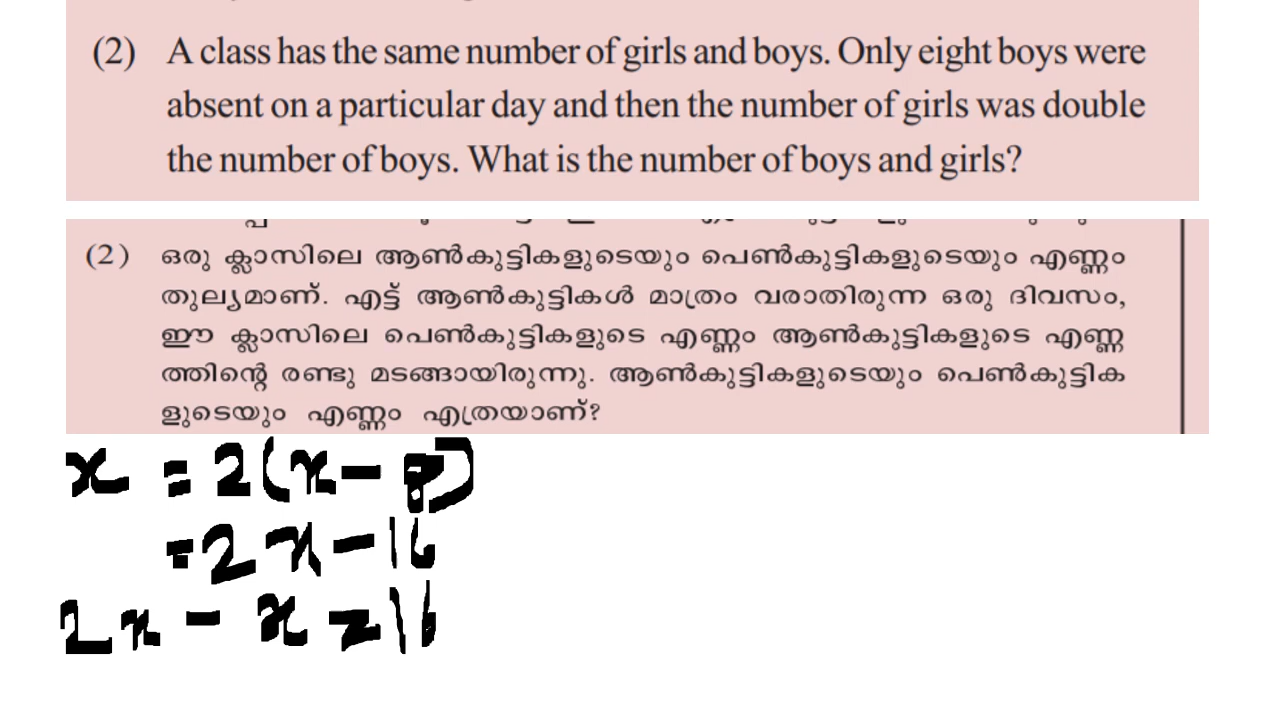 (2) A class has the same number of girls and boys. Only eight boys were
absent on a particular day and then the number of girls was double
the number of boys. What is the number of boys and girls?
(2) ഒരു ക്ലാസിലെ ആൺകുട്ടികളുടെയും പെൺകുട്ടികളുടെയും എണ്ണം
തുല്യമാണ്. എട്ട് ആൺകുട്ടികൾ മാത്രം വരാതിരുന്ന ഒരു ദിവസം,
ഈ ക്ലാസിലെ പെൺകുട്ടികളുടെ എണ്ണം ആൺകുട്ടികളുടെ എണ്ണ
ത്തിന്റെ രണ്ടു മടങ്ങായിരുന്നു. ആൺകുട്ടികളുടെയും പെൺകുട്ടിക
ളുടെയും എണ്ണം എത്രയാണ്?
x = 2(x - 8)
= 2x - 16
2x - x = 16